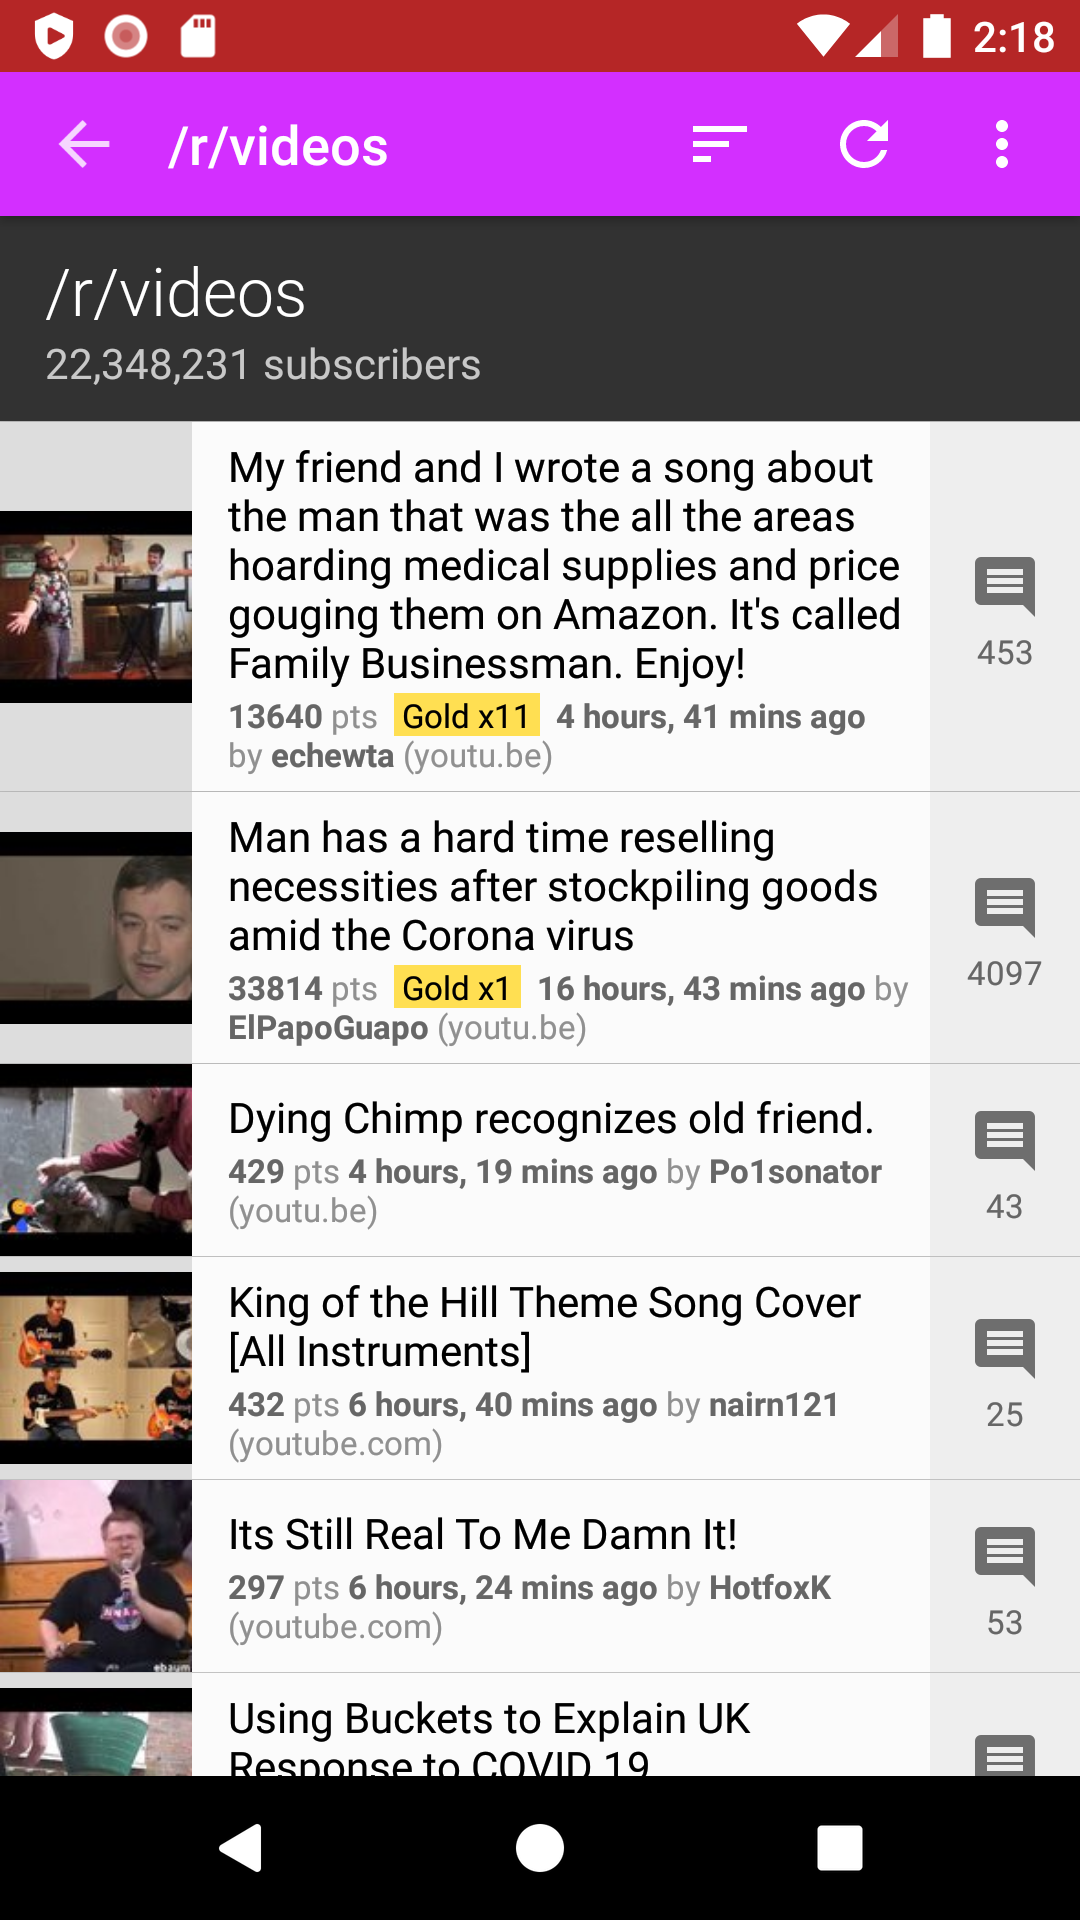 2:18
/r/videos
/r/videos
22,348,231 subscribers
My friend and I wrote a song about
the man that was the all the areas
hoarding medical supplies and price
gouging them on Amazon. It's called
Family Businessman. Enjoy!
13640 pts Gold x11 4 hours, 41 mins ago
by echewta (youtu.be)
453
Man has a hard time reselling
necessities after stockpiling goods
amid the Corona virus
33814 pts Gold x1 16 hours, 43 mins ago by
ElPapoGuapo (youtu.be)
4097
Dying Chimp recognizes old friend.
429 pts 4 hours, 19 mins ago by Po1sonator
(youtu.be)
43
King of the Hill Theme Song Cover
[All Instruments]
432 pts 6 hours, 40 mins ago by nairn121
(youtube.com)
25
Its Still Real To Me Damn It!
297 pts 6 hours, 24 mins ago by HotfoxK
(youtube.com)
53
Using Buckets to Explain UK
Response to COVID 19